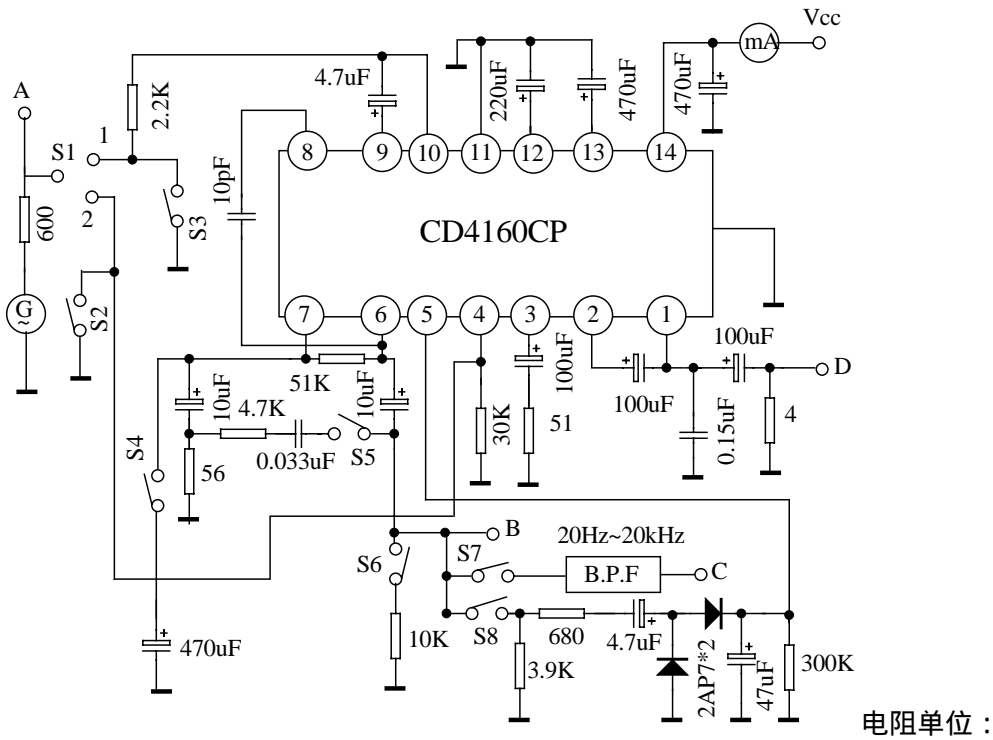 Vcc
mA
A
2.2K
4.7uF
220uF
470uF
470uF
1
S1
2
600
S3
10pF
8
9
10
11
12
13
14
CD4160CP
G
~
S2
7
6
5
4
3
2
1
51K
10uF
4.7K
10uF
100uF
100uF
100uF
D
S4
56
0.033uF
S5
30K
51
0.15uF
4
B
20Hz~20kHz
S6
S7
B.P.F
C
S8
680
4.7uF
10K
3.9K
2AP7*2
47uF
300K
470uF
电阻单位：